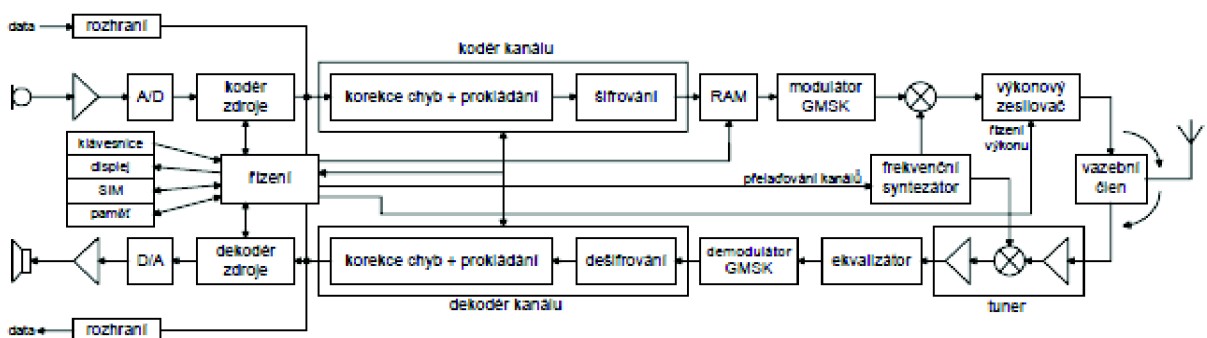 data
rozhraní
kodér kanálu
A/D
kodér
zdroje
korekce chyb + prokládání
šifrování
RAM
modulátor
GMSK
výkonový
zesilovač
řízení
výkonu
klávesnice
displej
SIM
paměť
řízení
přelaďování kanálů
frekvenční
syntezátor
vazební
člen
D/A
dekodér
zdroje
korekce chyb + prokládání
dešifrování
demodulátor
GMSK
ekvalizátor
dekodér kanálu
tuner
data
rozhraní